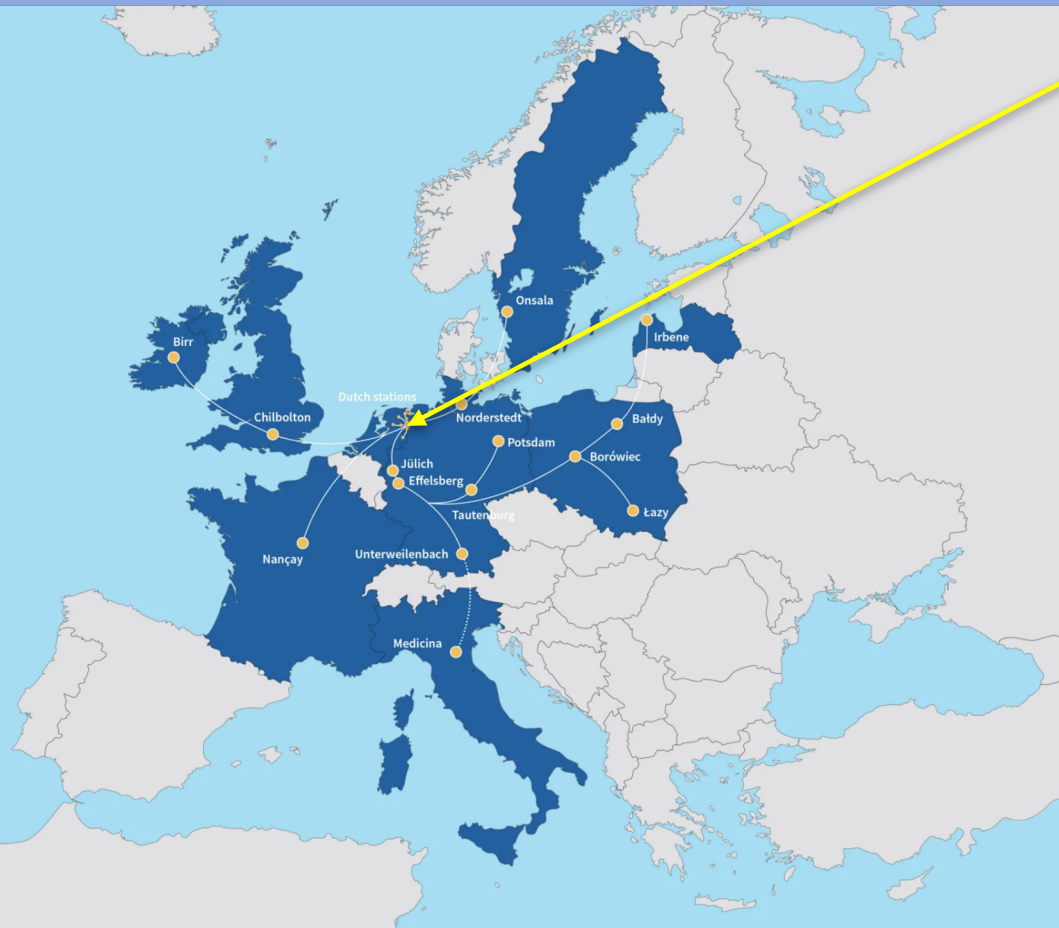 Onsala
Irbene
Birr
Dutch stations
Chilbolton
Norderstedt
Bałdy
Potsdam
Borówiec
Jülich
Effelsberg
Tautenburg
Łazy
Unterweilenbach
Nançay
Medicina